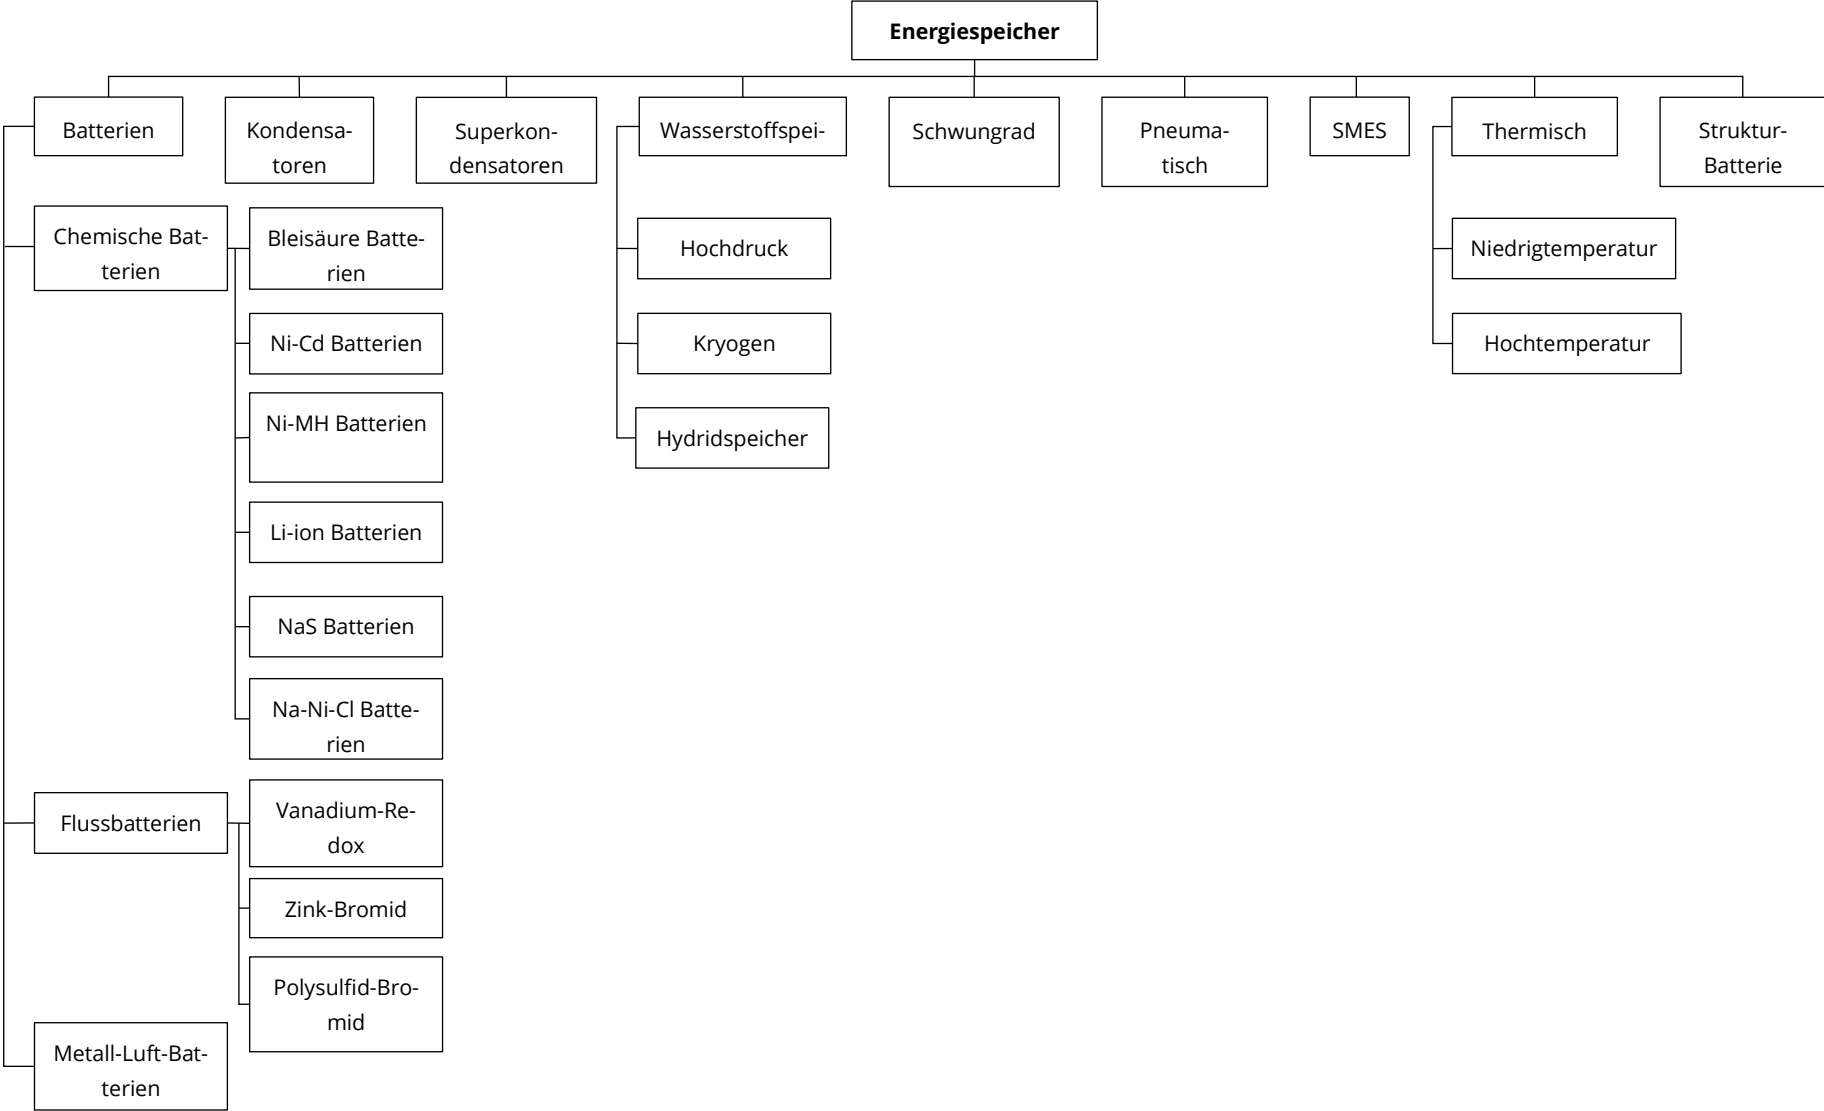 Energiespeicher
Batterien
Kondensa-
toren
Superkon-
densatoren
Wasserstoffspei-
Schwungrad
Pneuma-
tisch
SMES
Thermisch
Struktur-
Batterie
Chemische Bat-
terien
Bleisäure Batte-
rien
Ni-Cd Batterien
Ni-MH Batterien
Li-ion Batterien
NaS Batterien
Na-Ni-Cl Batte-
rien
Flussbatterien
Vanadium-Re-
dox
Zink-Bromid
Polysulfid-Bro-
mid
Metall-Luft-Bat-
terien
Hochdruck
Kryogen
Hydridspeicher
Niedrigtemperatur
Hochtemperatur